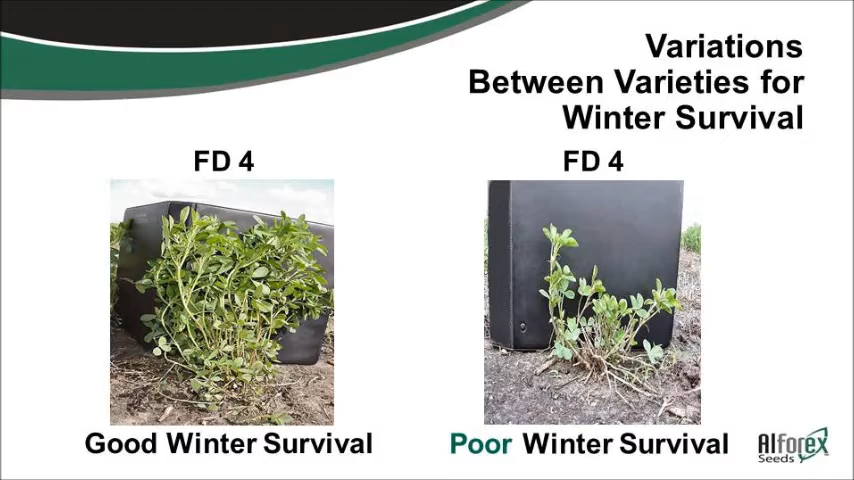 Variations
Between Varieties for
Winter Survival
FD 4
FD 4
Good Winter Survival
Poor Winter Survival
Alforex
Seeds